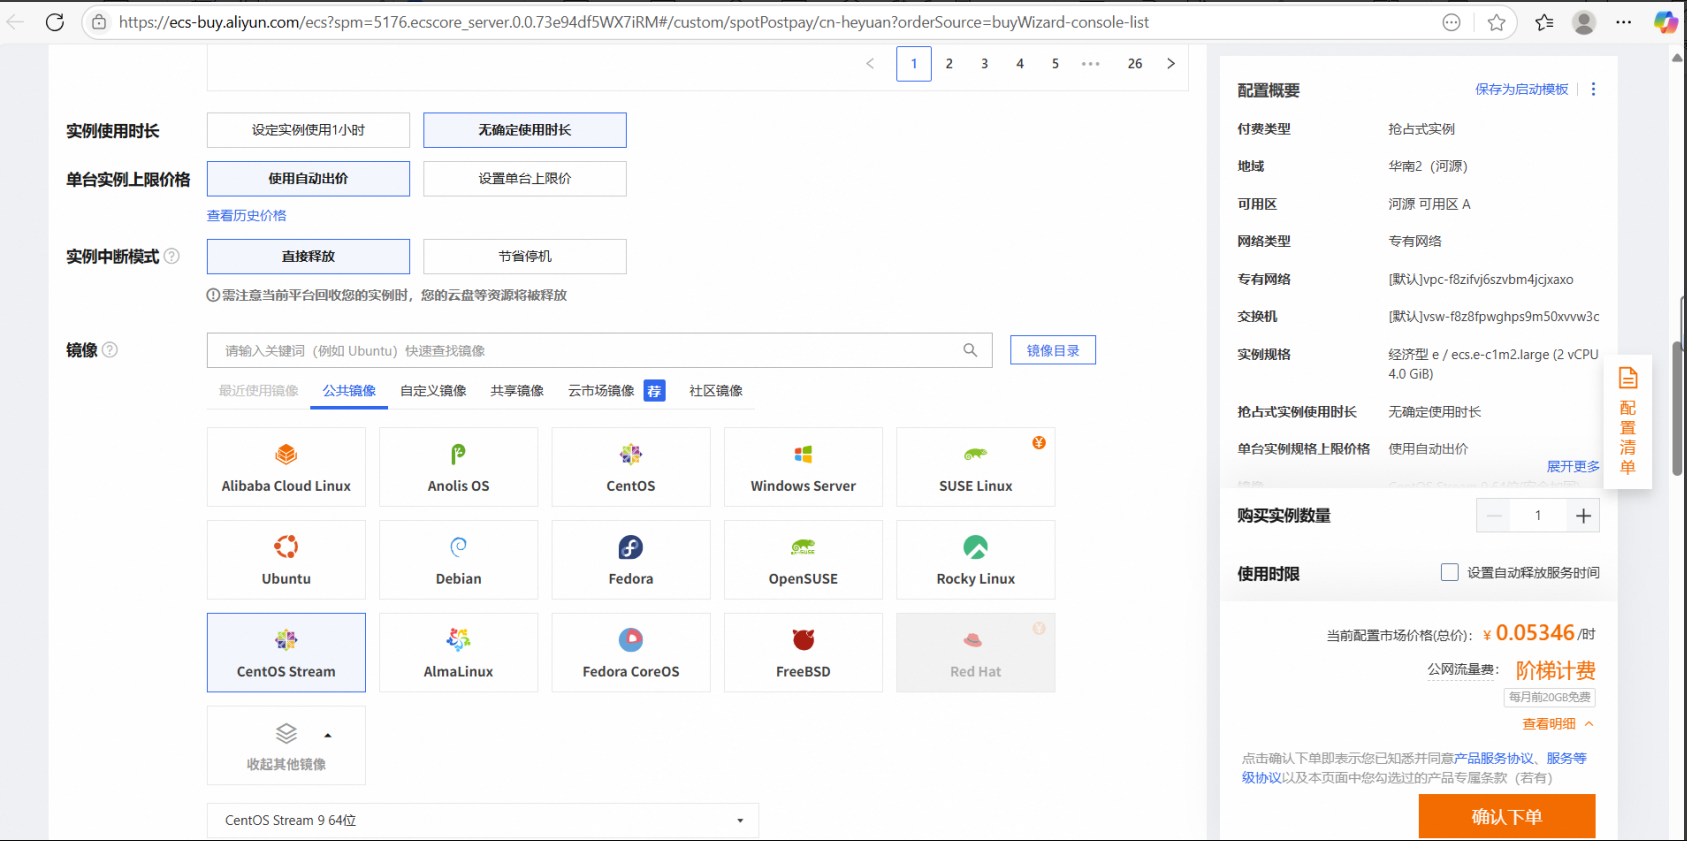 https://ecs-buy.aliyun.com/ecs?spm=5176.ecscore_server.0.0.73e94df5WX7iRM#/custom/spotPostpay/cn-heyuan?orderSource=buyWizard-console-list
< 1 2 3 4 5 ••• 26 >
实例使用时长
设定实例使用1小时
无确定使用时长
单台实例上限价格
使用自动出价
设置单台上限价
查看历史价格
实例中断模式
直接释放
节省停机
需注意当前平台回收您的实例时，您的云盘等资源将被释放
镜像
请输入关键词（例如 Ubuntu）快速查找镜像
镜像目录
最近使用镜像
公共镜像
自定义镜像
共享镜像
云市场镜像
荐
社区镜像
Alibaba Cloud Linux
Anolis OS
CentOS
Windows Server
¥
SUSE Linux
Ubuntu
Debian
Fedora
OpenSUSE
Rocky Linux
CentOS Stream
AlmaLinux
Fedora CoreOS
FreeBSD
¥
Red Hat
收起其他镜像
CentOS Stream 9 64位
配置概要
保存为启动模板
付费类型
抢占式实例
地域
华南2（河源）
可用区
河源 可用区 A
网络类型
专有网络
专有网络
[默认]vpc-f8zifvj6szvbm4jcjxaxo
交换机
[默认]vsw-f8z8fpwghps9m50xvvw3c
实例规格
经济型 e / ecs.e-c1m2.large (2 vCPU
4.0 GiB)
抢占式实例使用时长
无确定使用时长
单台实例规格上限价格
使用自动出价
展开更多
购买实例数量
1
使用时限
设置自动释放服务时间
当前配置市场价格(总价)： ¥ 0.05346 /时
公网流量费： 阶梯计费
每月前20GB免费
查看明细
点击确认下单即表示您已知悉并同意产品服务协议、服务等
级协议以及本页面中您勾选过的产品专属条款（若有）
确认下单
配
置
清
单